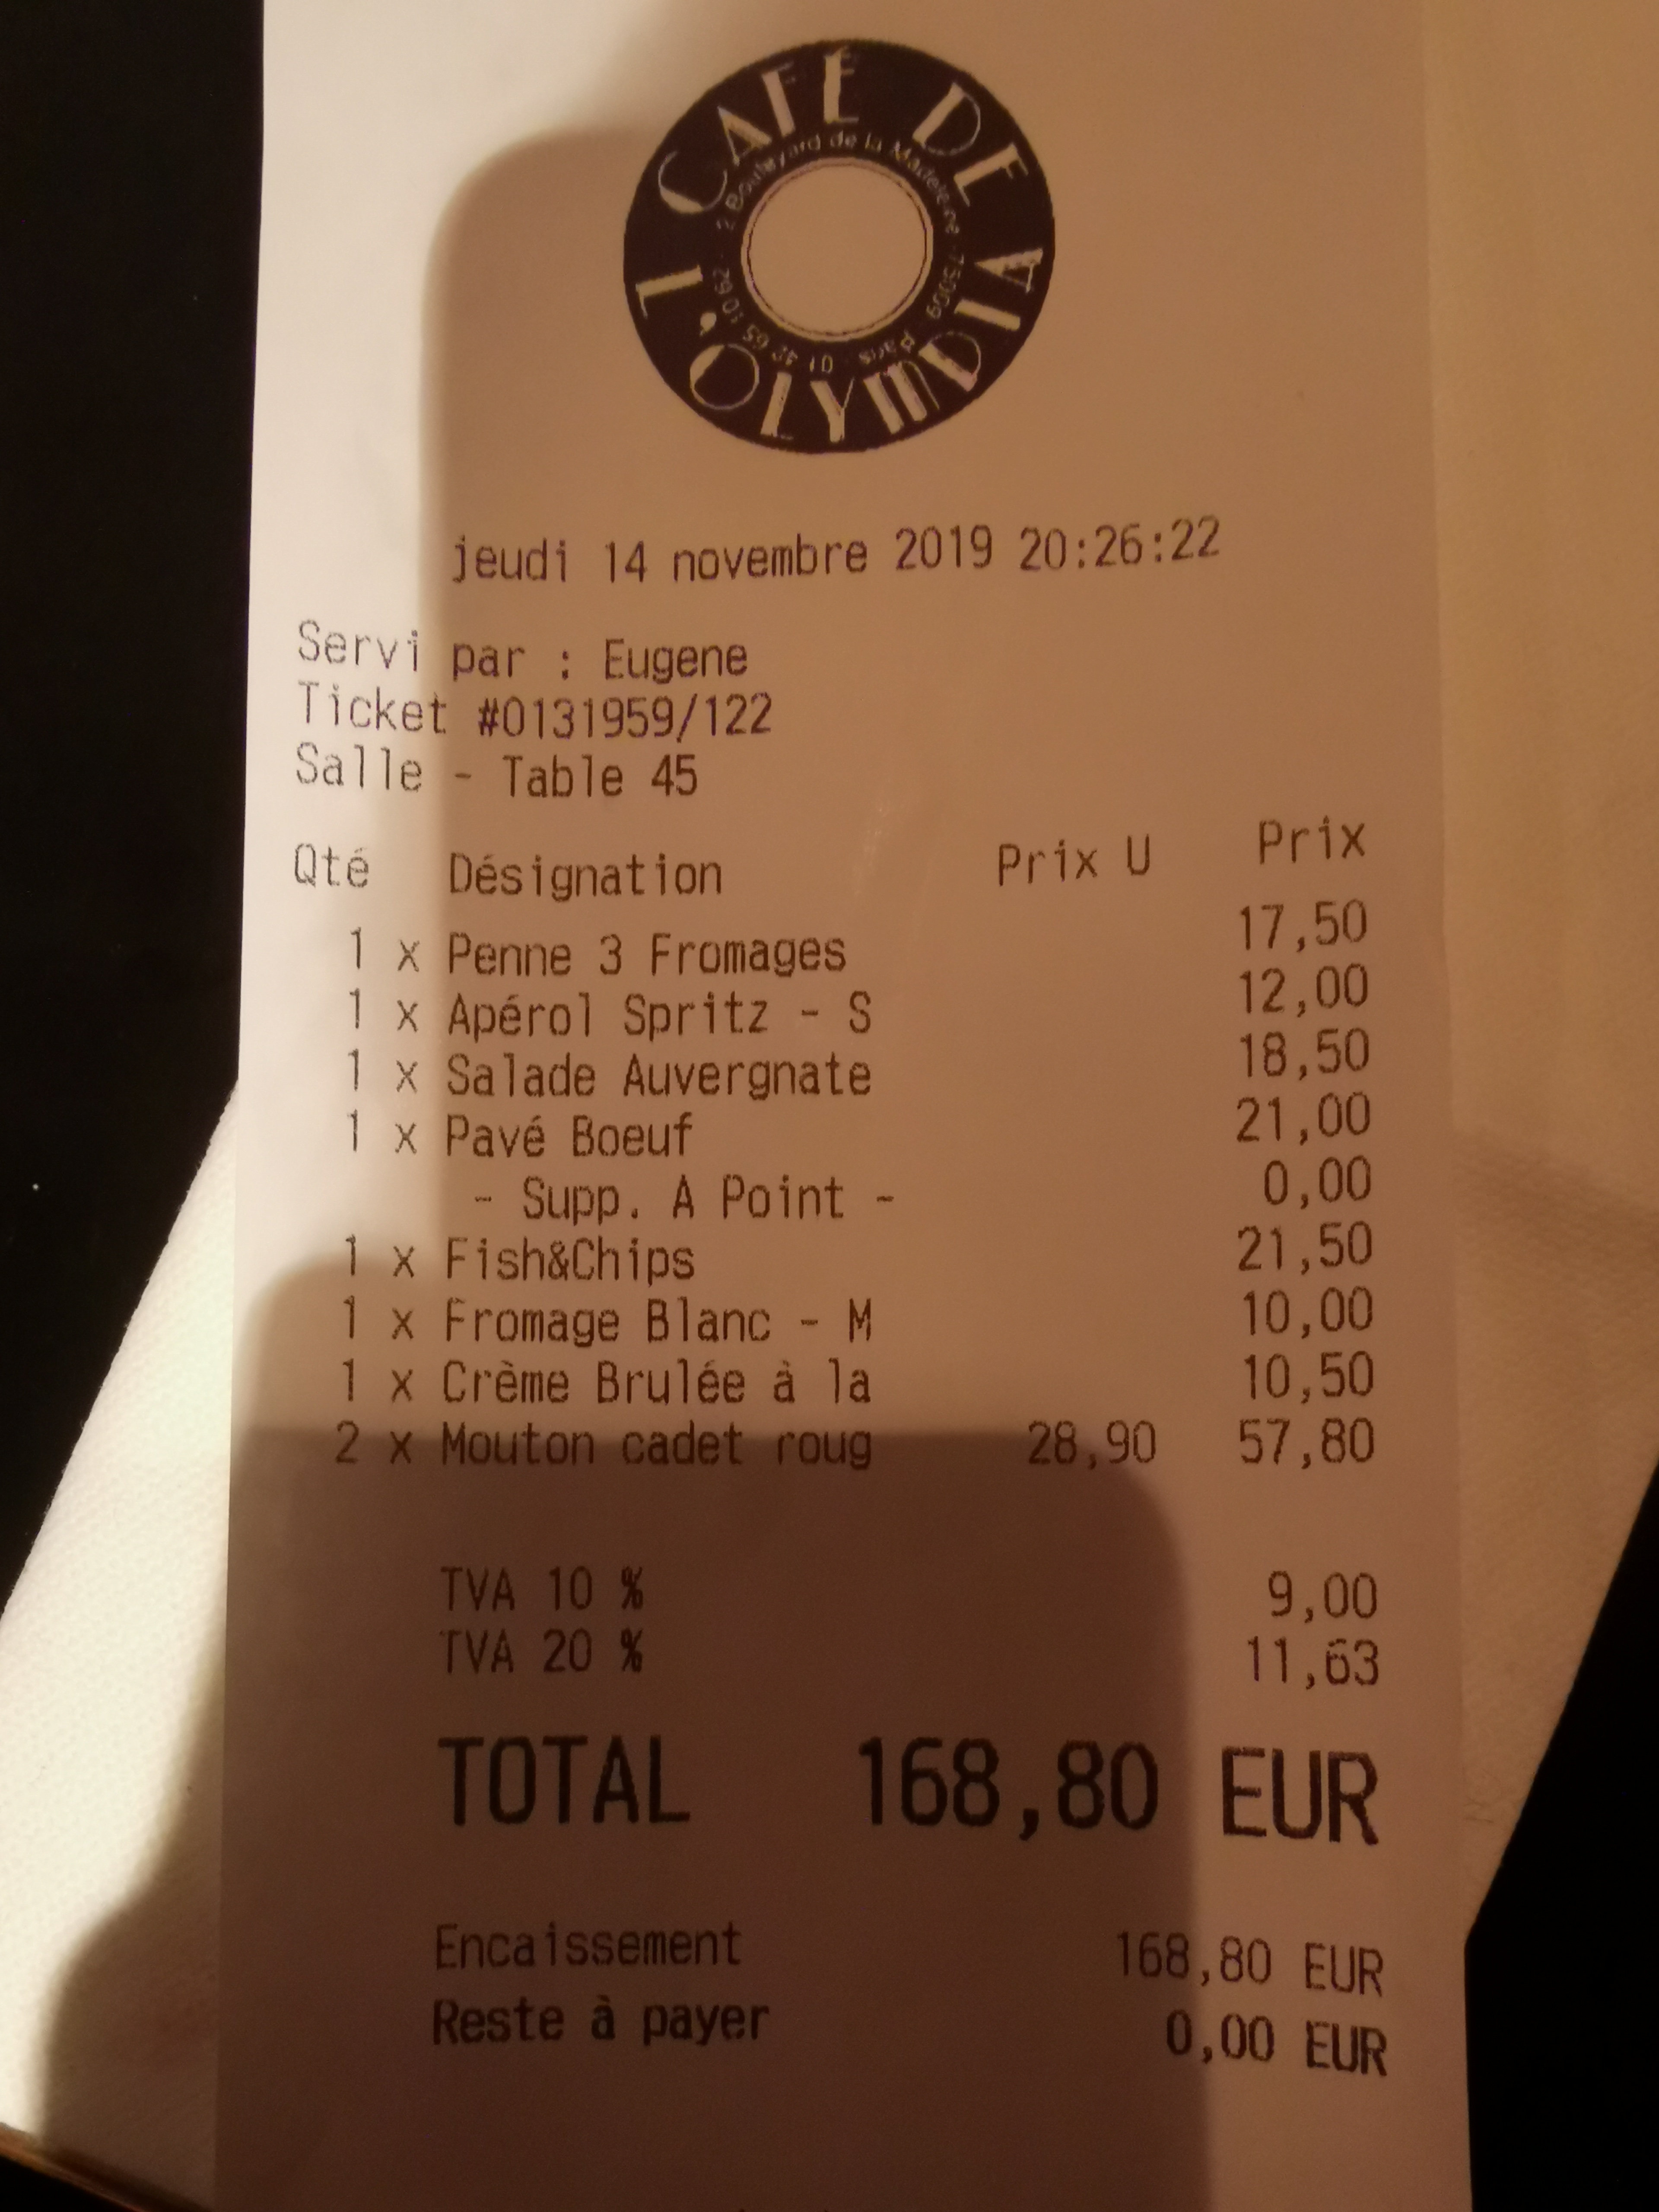 CAFÉ DE
L'OLYMPIA
2 Boulevard de la Madeleine - 75009 Paris - 01 42 65 10 62
jeudi 14 novembre 2019 20:26:22
Servi par : Eugene
Ticket #0131959/122
Salle - Table 45
Qté Désignation Prix U Prix
1 x Penne 3 Fromages 17,50
1 x Apérol Spritz - S 12,00
1 x Salade Auvergnate 18,50
1 x Pavé Boeuf 21,00
- Supp. A Point - 0,00
1 x Fish&Chips 21,50
1 x Fromage Blanc - M 10,00
1 x Crème Brulée à la 10,50
2 x Mouton cadet roug 28,90 57,80
TVA 10 % 9,00
TVA 20 % 11,63
TOTAL 168,80 EUR
Encaissement 168,80 EUR
Reste à payer 0,00 EUR